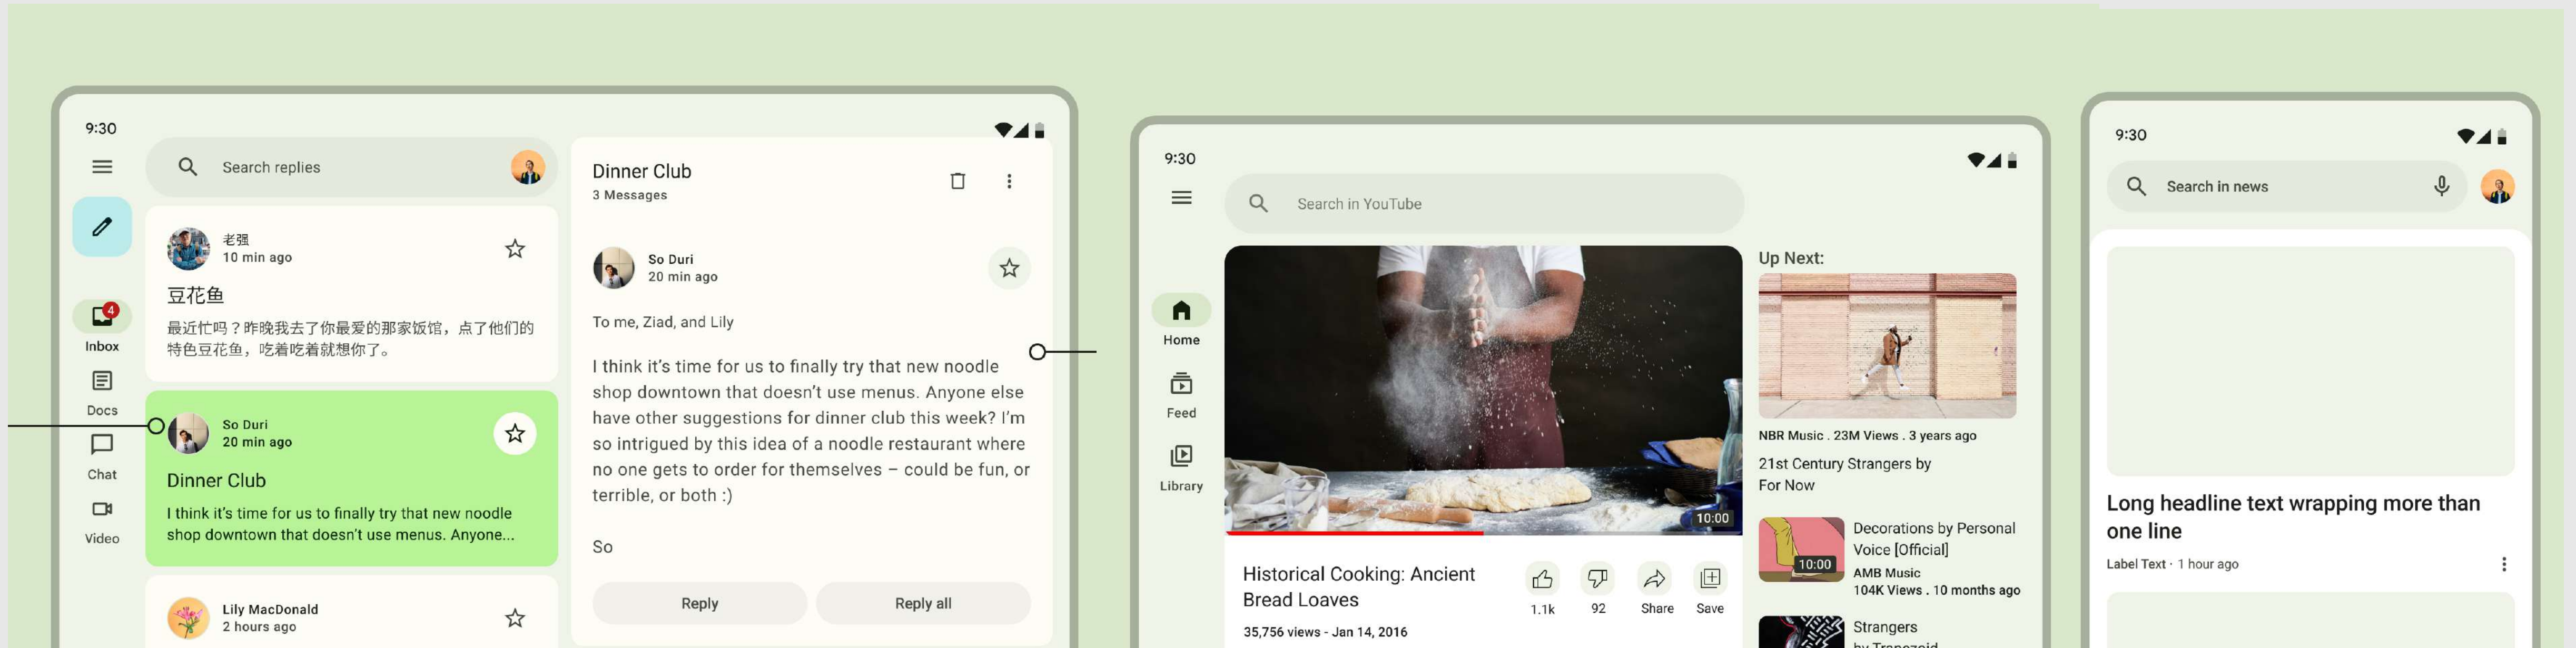 9:30
Search replies
老强
10 min ago
豆花鱼
最近忙吗？昨晚我去了你最爱的那家饭馆，点了他们的
特色豆花鱼，吃着吃着就想你了。
4
Inbox
Docs
Chat
Video
So Duri
20 min ago
Dinner Club
I think it's time for us to finally try that new noodle
shop downtown that doesn't use menus. Anyone...
Lily MacDonald
2 hours ago
Dinner Club
3 Messages
So Duri
20 min ago
To me, Ziad, and Lily
I think it's time for us to finally try that new noodle
shop downtown that doesn't use menus. Anyone else
have other suggestions for dinner club this week? I'm
so intrigued by this idea of a noodle restaurant where
no one gets to order for themselves – could be fun, or
terrible, or both :)
So
Reply
Reply all
9:30
Search in YouTube
Home
Feed
Library
10:00
Historical Cooking: Ancient
Bread Loaves
35,756 views - Jan 14, 2016
1.1k
92
Share
Save
Up Next:
NBR Music . 23M Views . 3 years ago
21st Century Strangers by
For Now
10:00
Decorations by Personal
Voice [Official]
AMB Music
104K Views . 10 months ago
Strangers
by Trapezoid
9:30
Search in news
Long headline text wrapping more than
one line
Label Text · 1 hour ago